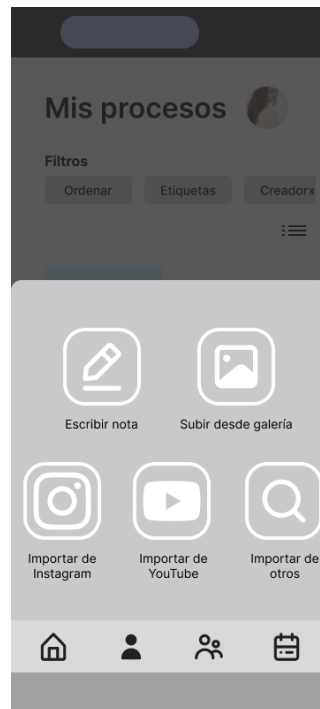 Mis procesos
Filtros
Ordenar
Etiquetas
Creadorx
Escribir nota
Subir desde galería
Importar de
Instagram
Importar de
YouTube
Importar de
otros